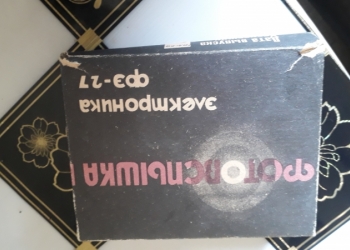 ФОТОВСПЫШКА
электроника
ФЭ-27
Дата выпуска